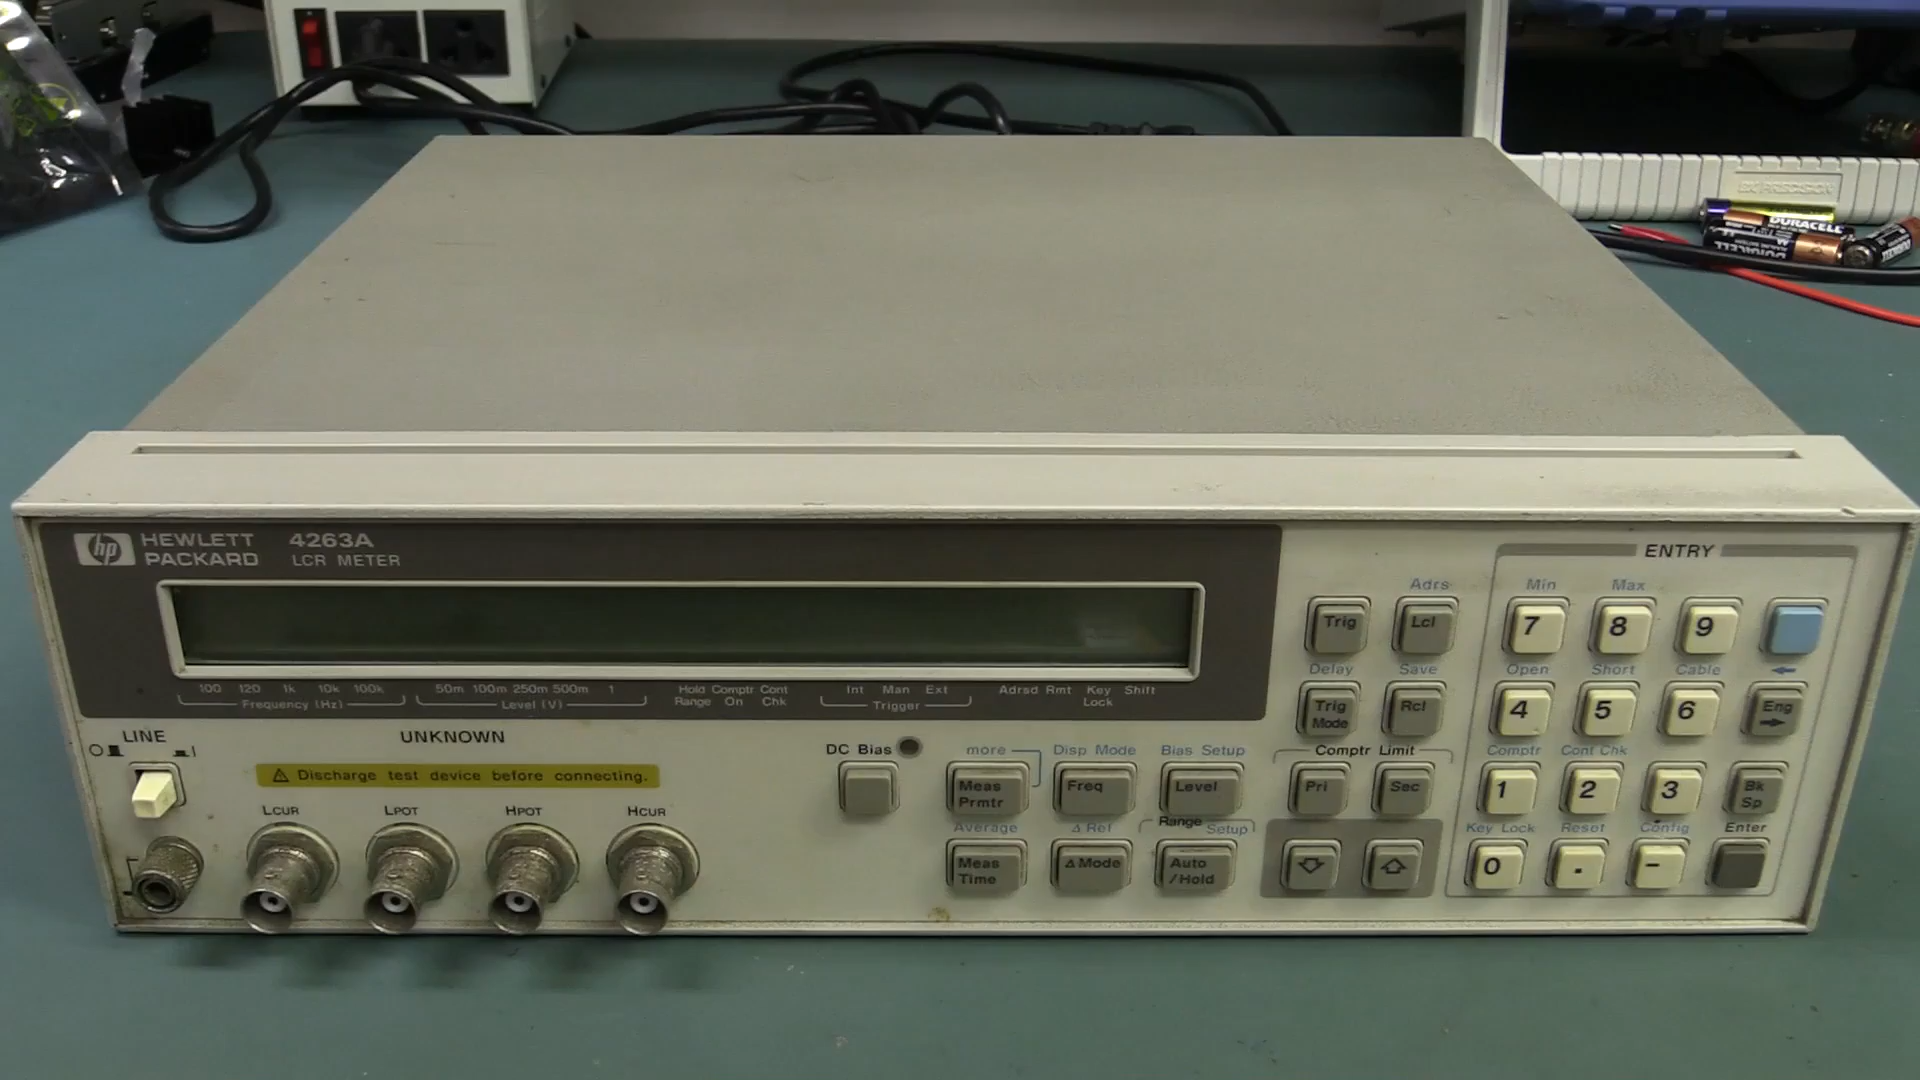 BK PRECISION
DURACELL
DURACELL
hp HEWLETT PACKARD
4263A
LCR METER
100 120 1k 10k 100k
Frequency (Hz)
50m 100m 250m 500m 1
Level (V)
Hold Range
Comptr On
Cont Chk
Int Man Ext
Trigger
Adrsd Rmt Key Lock Shift
LINE
UNKNOWN
⚠ Discharge test device before connecting.
LCUR
LPOT
HPOT
HCUR
DC Bias
more
Meas Prmtr
Disp Mode
Freq
Bias Setup
Level
Average
Meas Time
Δ Ref
Δ Mode
Range Setup
Auto /Hold
Trig
Adrs
Lcl
Delay
Trig Mode
Save
Rcl
Comptr Limit
Pri
Sec
ENTRY
Min
7
Max
8
9
Open
4
Short
5
Cable
6
Eng
Comptr
1
Cont Chk
2
3
Bk Sp
Key Lock
0
Reset
.
Config
-
Enter